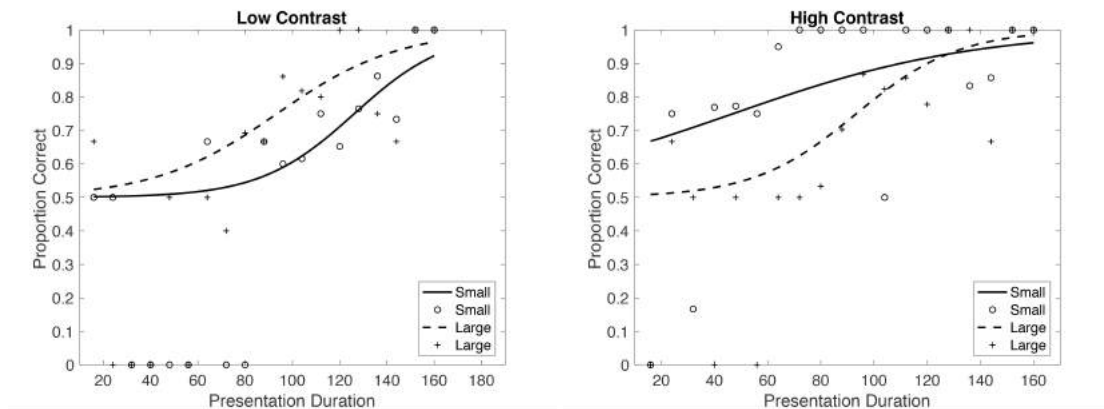 Low Contrast
Proportion Correct
1
0.9
0.8
0.7
0.6
0.5
0.4
0.3
0.2
0.1
0
20 40 60 80 100 120 140 160 180
Presentation Duration
Small
Small
Large
Large
High Contrast
Proportion Correct
1
0.9
0.8
0.7
0.6
0.5
0.4
0.3
0.2
0.1
0
20 40 60 80 100 120 140 160
Presentation Duration
Small
Small
Large
Large